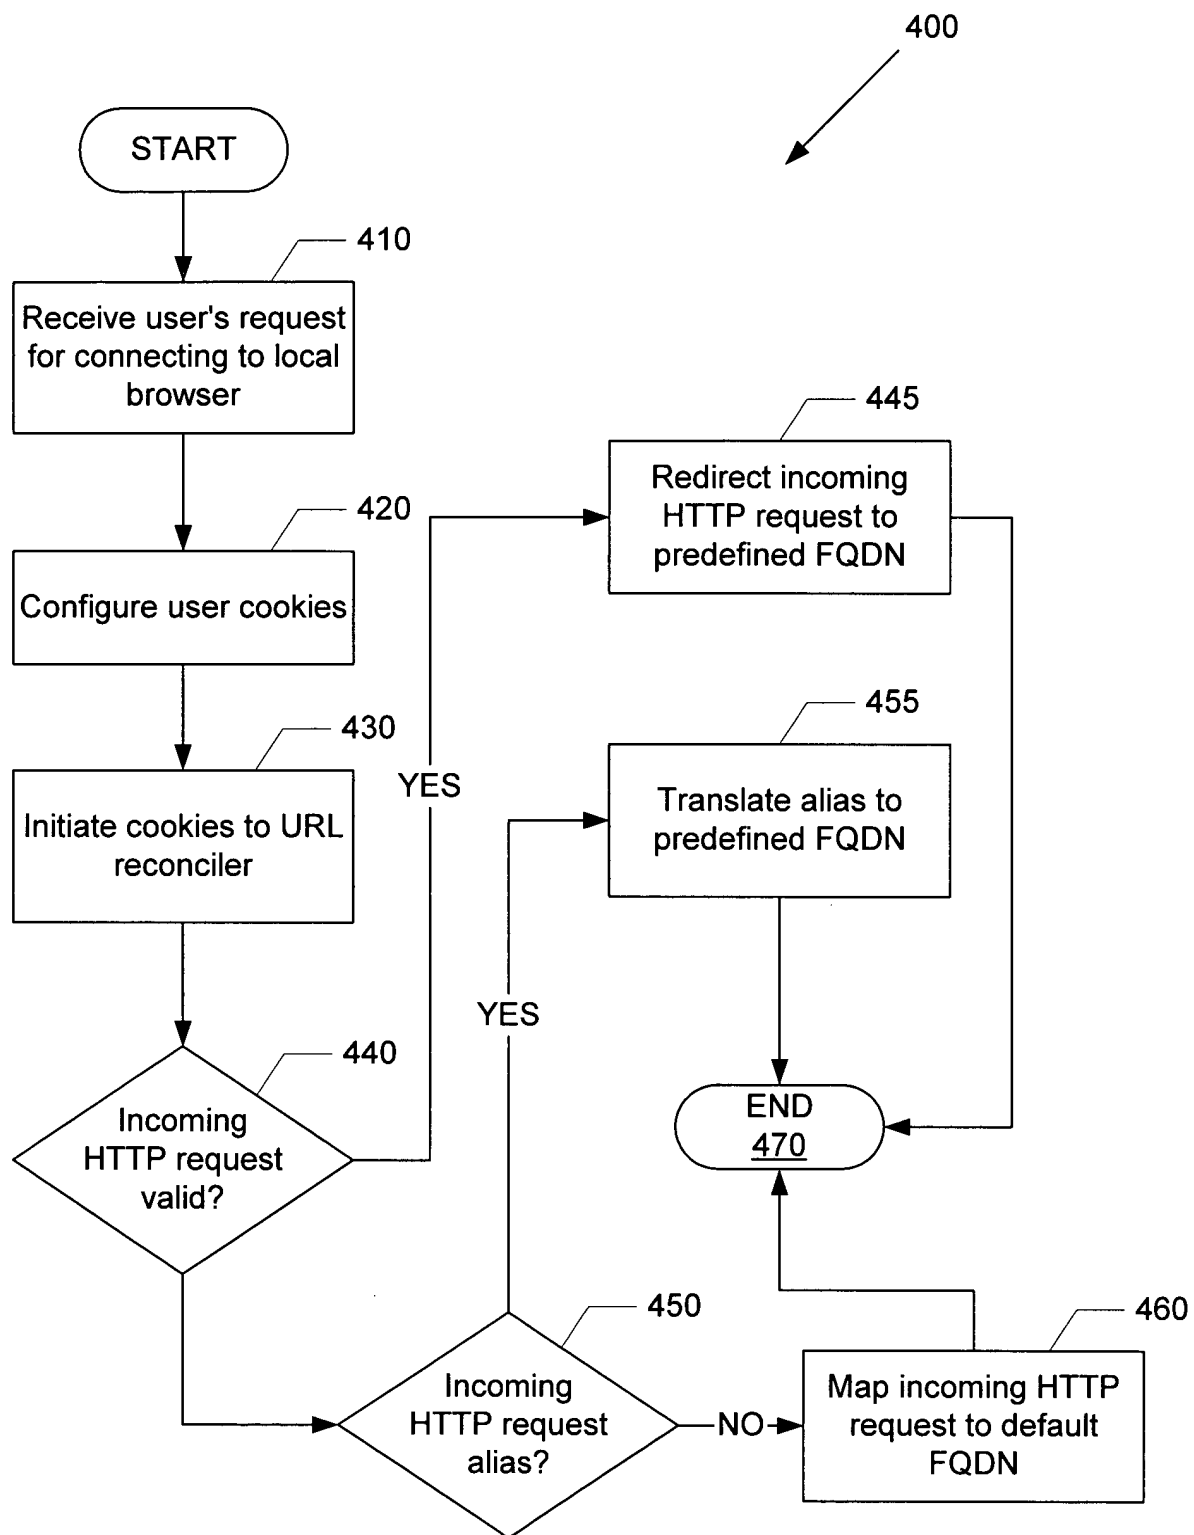 400
START
410
Receive user's request
for connecting to local
browser
445
Redirect incoming
HTTP request to
predefined FQDN
420
Configure user cookies
455
430
YES
Translate alias to
predefined FQDN
Initiate cookies to URL
reconciler
YES
440
Incoming
HTTP request
valid?
END
470
450
460
Incoming
HTTP request
alias?
NO
Map incoming HTTP
request to default
FQDN